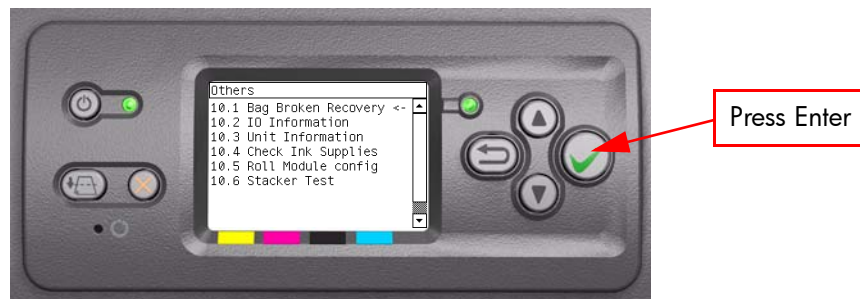 Others
10.1 Bag Broken Recovery <-
10.2 IO Information
10.3 Unit Information
10.4 Check Ink Supplies
10.5 Roll Module config
10.6 Stacker Test
Press Enter